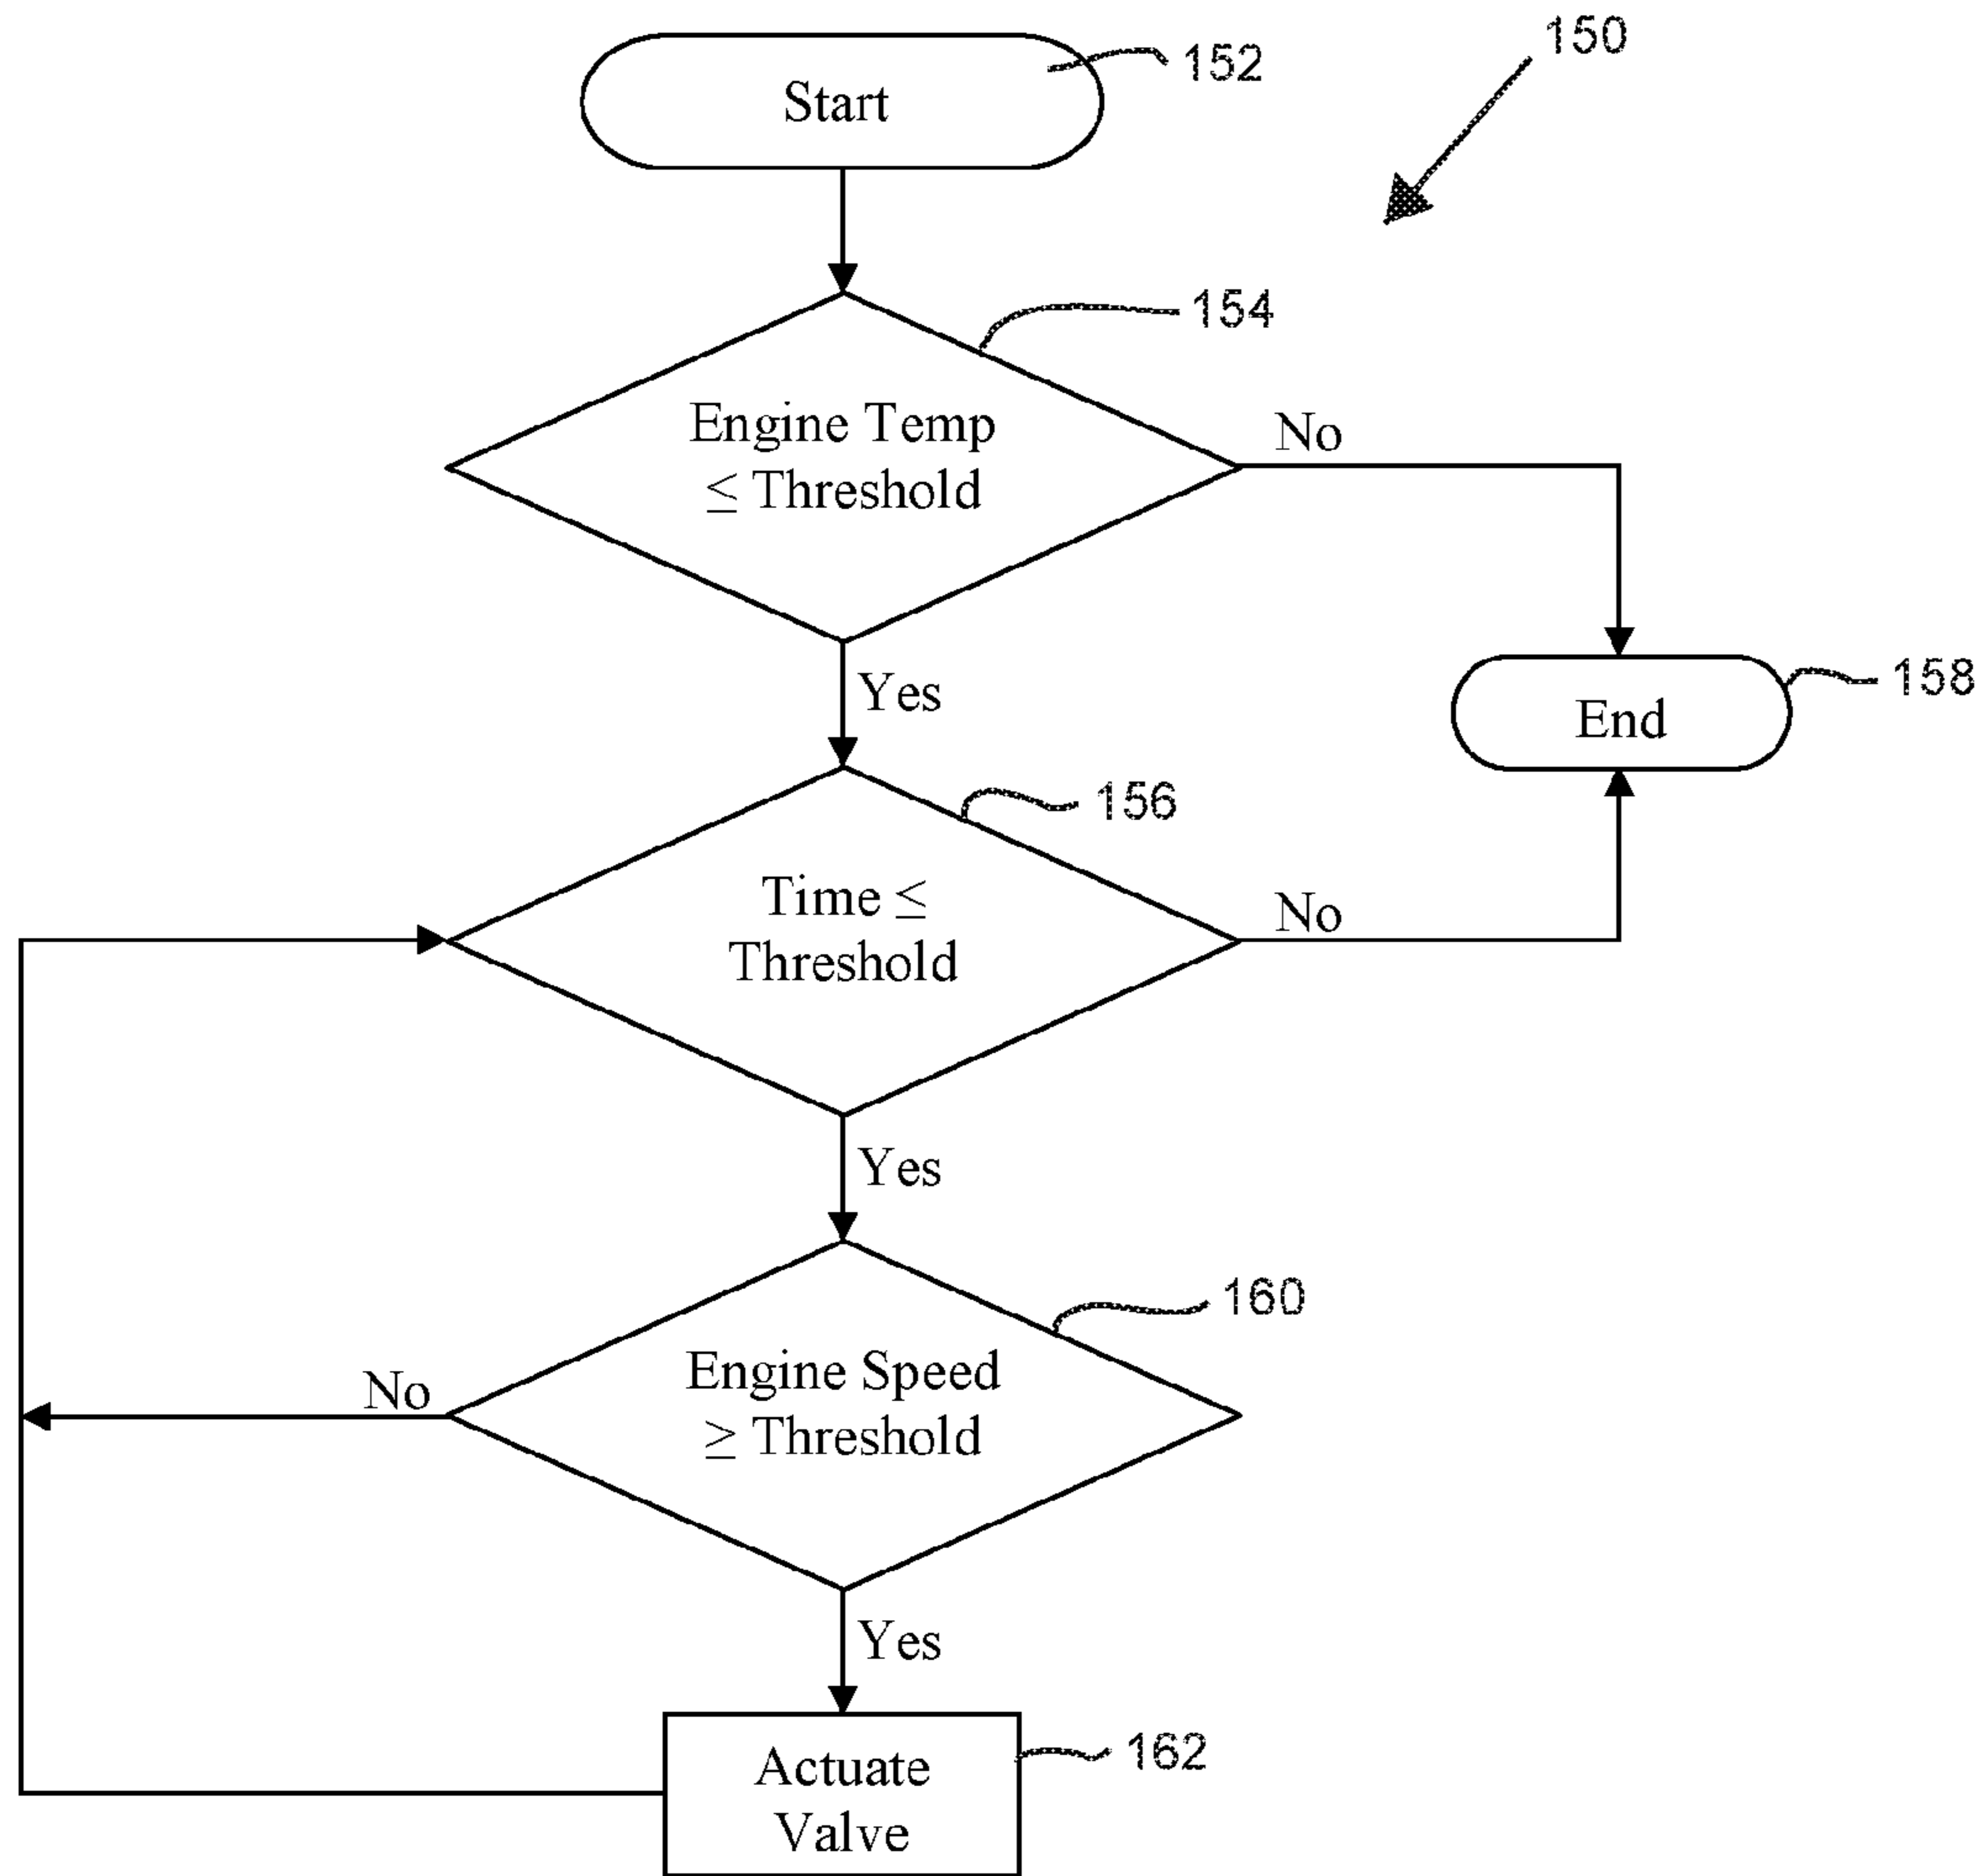 150
152
Start
154
Engine Temp
≤ Threshold
No
Yes
158
End
156
Time ≤
Threshold
No
Yes
160
Engine Speed
≥ Threshold
No
Yes
162
Actuate
Valve